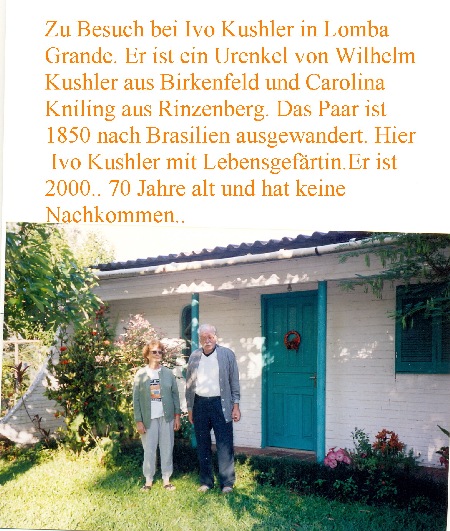 Zu Besuch bei Ivo Kushler in Lomba
Grande. Er ist ein Urenkel von Wilhelm
Kushler aus Birkenfeld und Carolina
Kniling aus Rinzenberg. Das Paar ist
1850 nach Brasilien ausgewandert. Hier
Ivo Kushler mit Lebensgefärtin.Er ist
2000.. 70 Jahre alt und hat keine
Nachkommen..